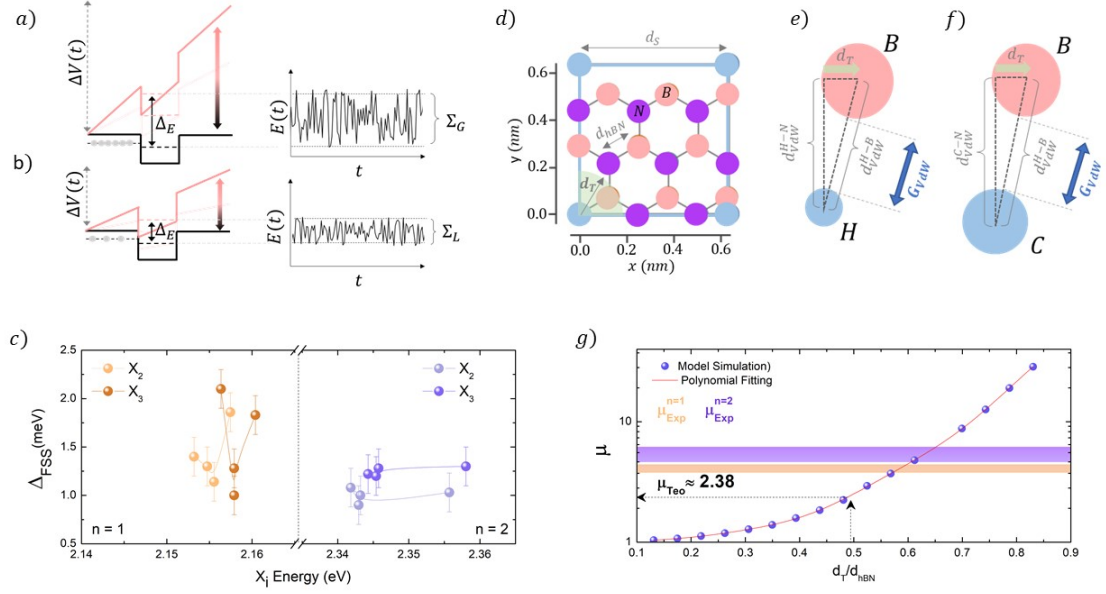 a)
ΔV(t)
Δ_E
E(t)
Σ_G
t
b)
ΔV(t)
Δ_E
E(t)
Σ_L
t
c)
Δ_FSS(meV)
2.5
2.0
1.5
1.0
0.5
X₂
X₃
X₂
X₃
n = 1
n = 2
2.14
2.15
2.16
2.34
2.35
2.36
X_i Energy (eV)
d)
d_S
y (nm)
0.6
0.4
0.2
0.0
B
N
d_hBN
d_T
0.0
0.2
0.4
0.6
x (nm)
e)
B
d_T
d_VdW^H−N
d_VdW^H−B
G_VdW
H
f)
B
d_T
d_VdW^C−N
d_VdW^H−B
G_VdW
C
g)
μ
10
1
Model Simulation)
Polynomial Fitting
μ_Exp^n=1
μ_Exp^n=2
μ_Teo ≈ 2.38
0.1
0.2
0.3
0.4
0.5
0.6
0.7
0.8
0.9
d_T/d_hBN